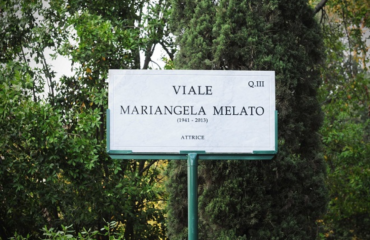 Q.III
VIALE
MARIANGELA MELATO
(1941 - 2013)
ATTRICE